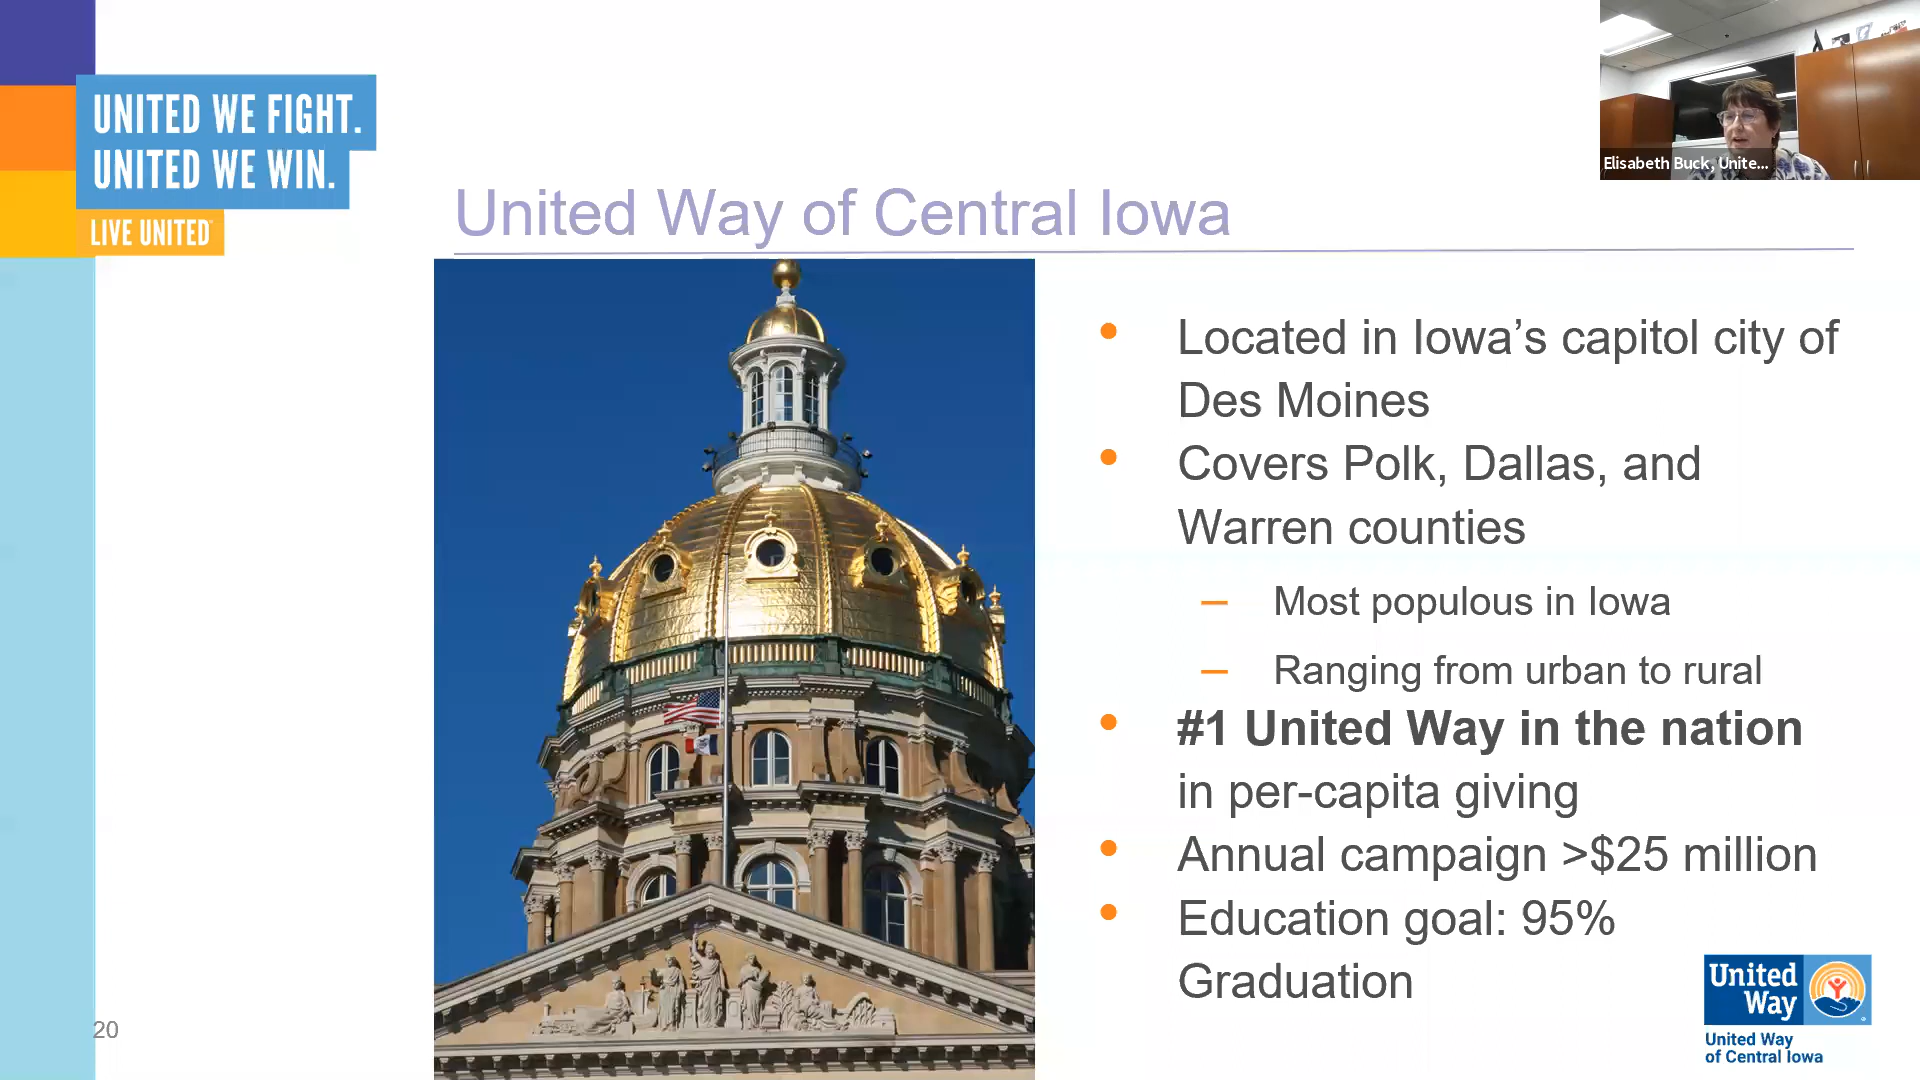 UNITED WE FIGHT.
UNITED WE WIN.
LIVE UNITED
Elisabeth Buck, Unite...
United Way of Central Iowa
• Located in Iowa’s capitol city of
Des Moines
• Covers Polk, Dallas, and
Warren counties
– Most populous in Iowa
– Ranging from urban to rural
• #1 United Way in the nation
in per-capita giving
• Annual campaign >$25 million
• Education goal: 95%
Graduation
United
Way
United Way
of Central Iowa
20